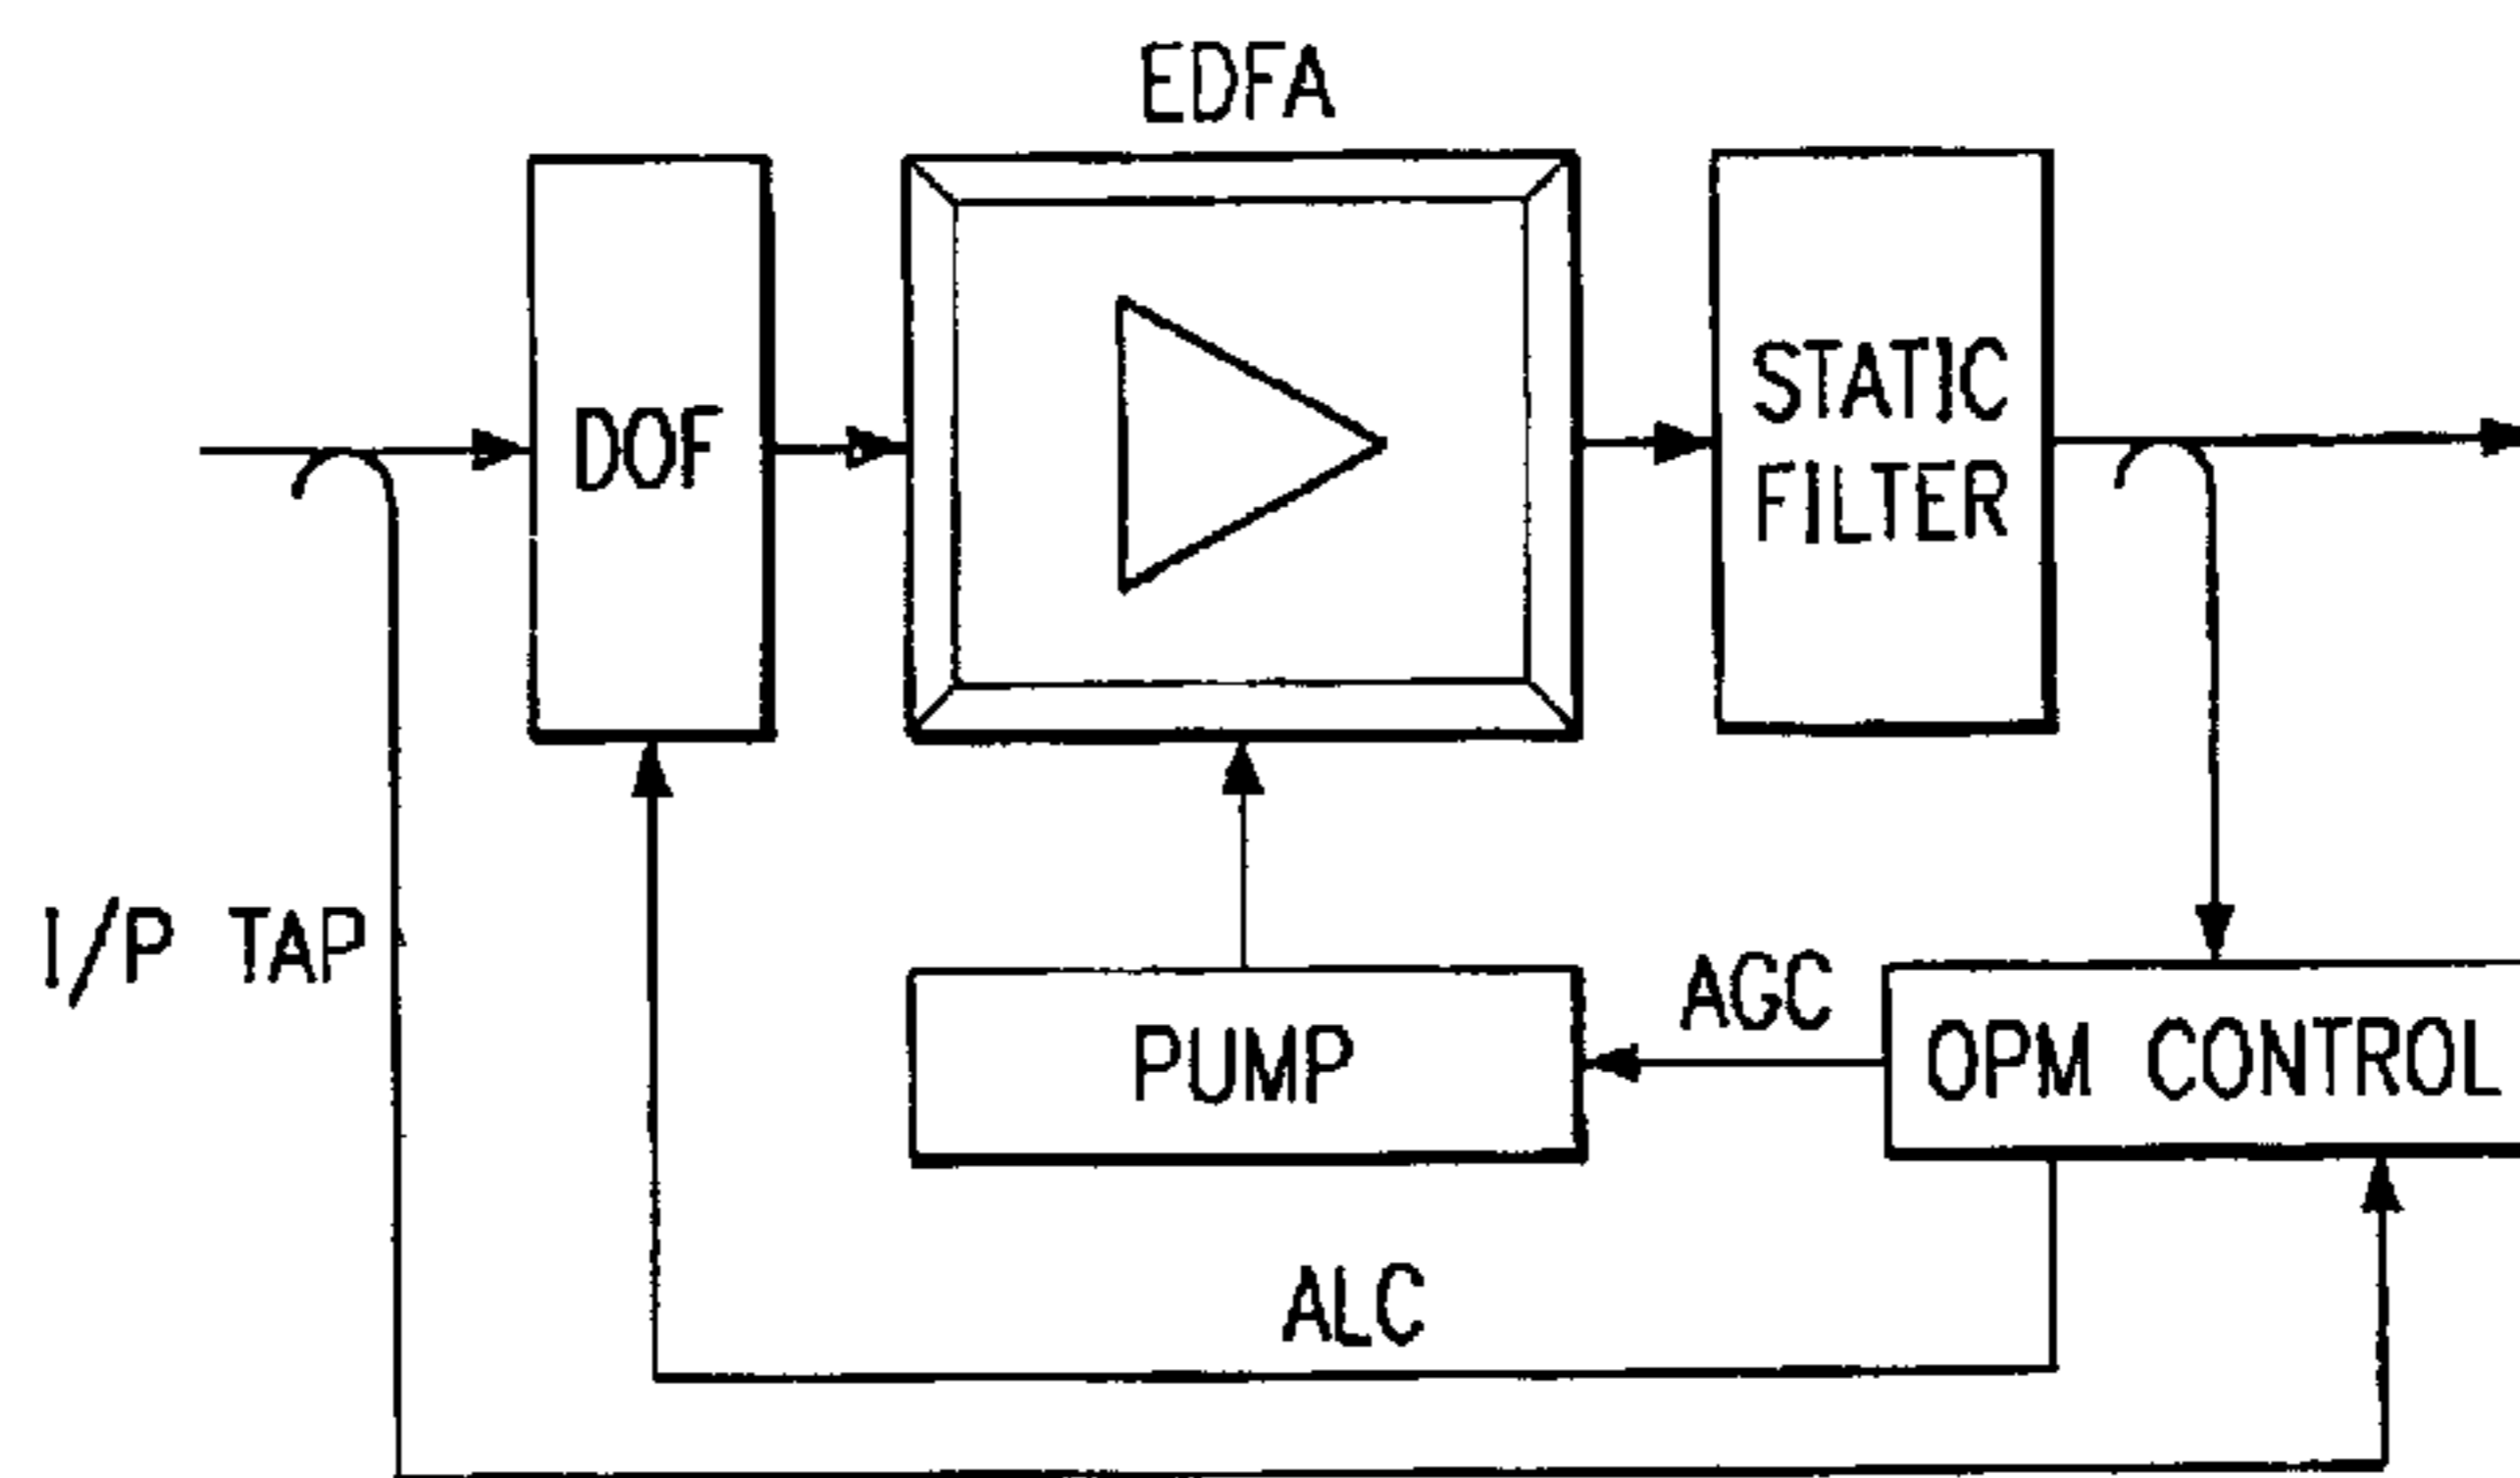 EDFA
DOF
STATIC
FILTER
I/P TAP
AGC
PUMP
OPM CONTROL
ALC